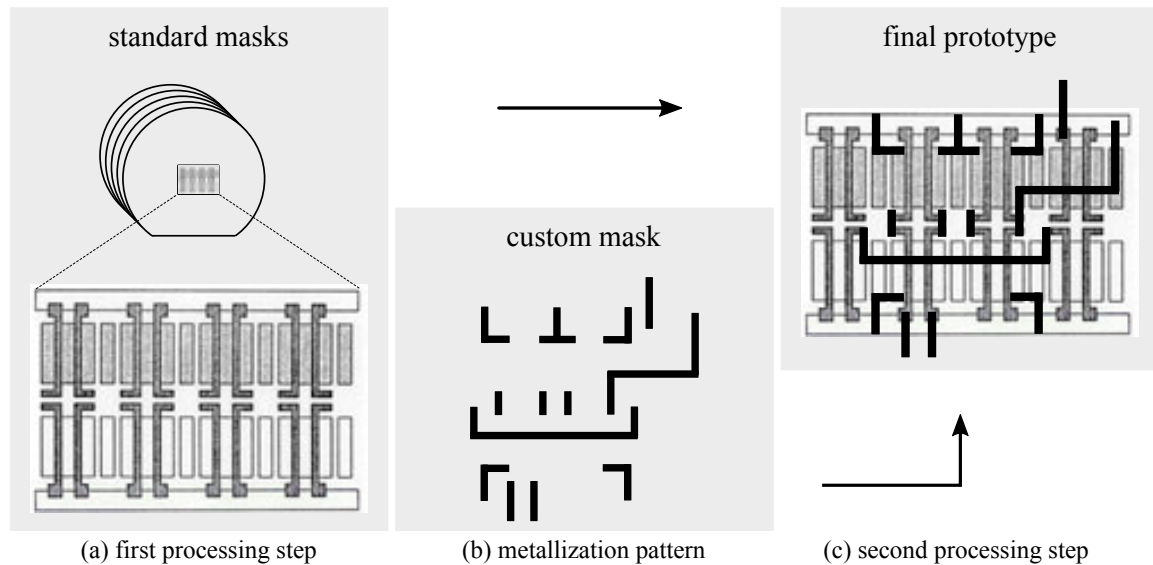 standard masks
final prototype
custom mask
(a) first processing step
(b) metallization pattern
(c) second processing step